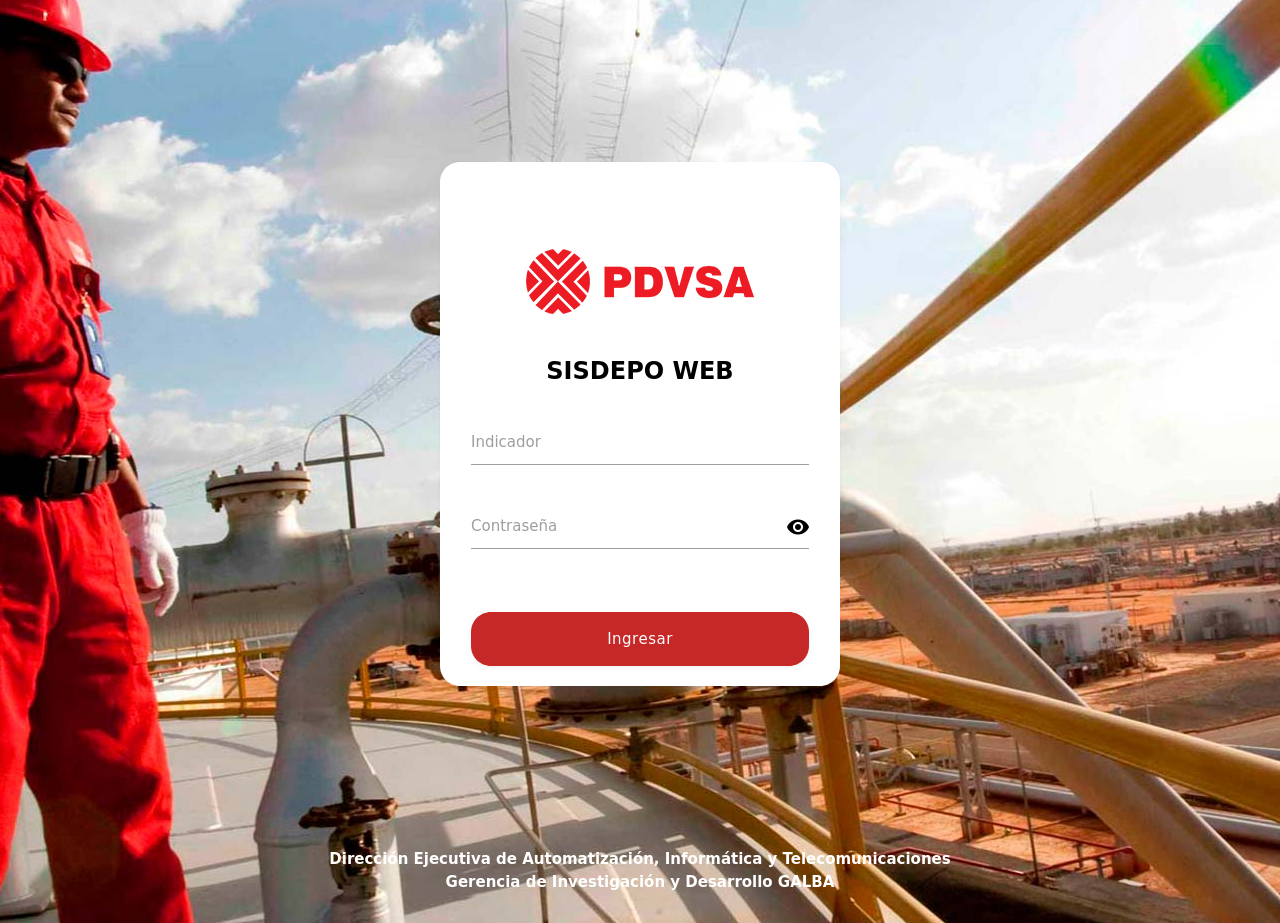 PDVSA
SISDEPO WEB
Indicador
Contraseña
Ingresar
Dirección Ejecutiva de Automatización, Informática y Telecomunicaciones
Gerencia de Investigación y Desarrollo GALBA